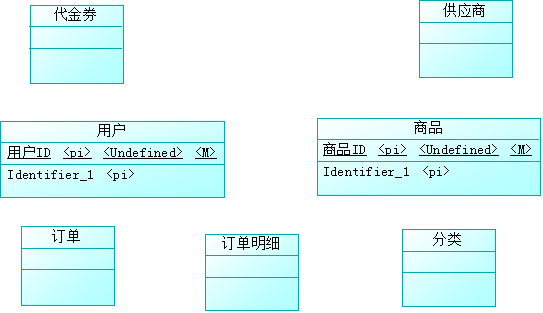 代金券
供应商
用户
用户ID <pi> <Undefined> <M>
Identifier_1 <pi>
商品
商品ID <pi> <Undefined> <M>
Identifier_1 <pi>
订单
订单明细
分类